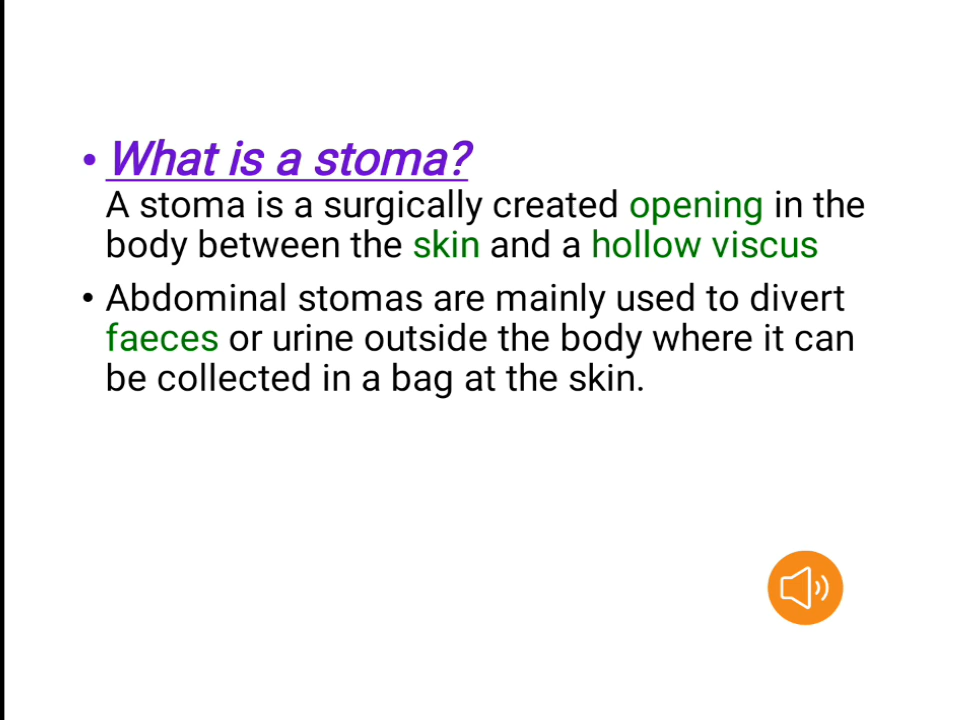 • What is a stoma?
A stoma is a surgically created opening in the
body between the skin and a hollow viscus
• Abdominal stomas are mainly used to divert
faeces or urine outside the body where it can
be collected in a bag at the skin.